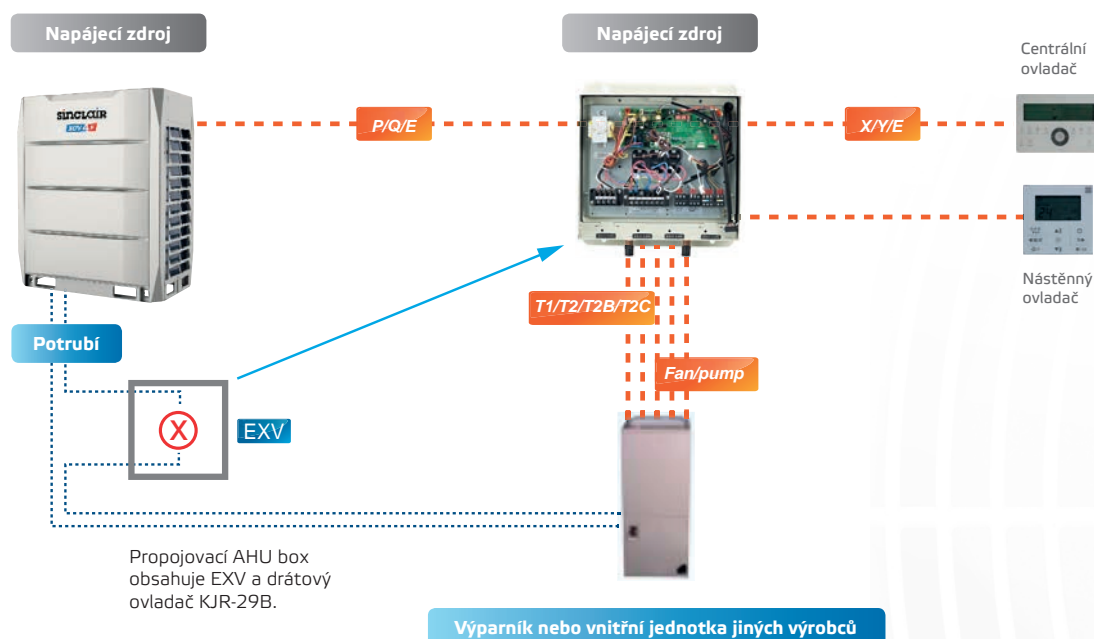 Napájecí zdroj
Napájecí zdroj
Centrální
ovladač
sinclair
P/Q/E
X/Y/E
T1/T2/T2B/T2C
Nástěnný
ovladač
Potrubí
Fan/pump
X
EXV
Propojovací AHU box
obsahuje EXV a drátový
ovladač KJR-29B.
Výparník nebo vnitřní jednotka jiných výrobců